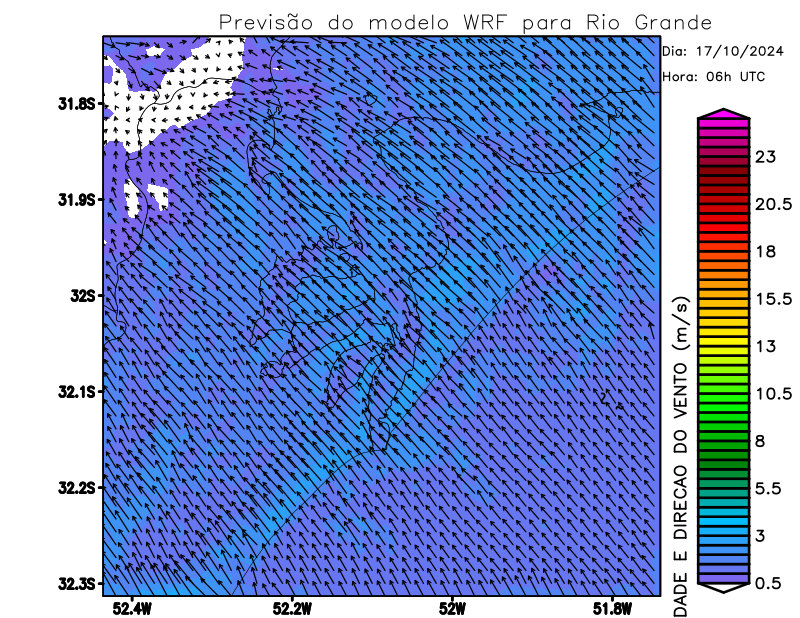 Previsão do modelo WRF para Rio Grande
Dia: 17/10/2024
Hora: 06h UTC
31.8S
31.9S
32S
32.1S
32.2S
32.3S
52.4W
52.2W
52W
51.8W
DADE E DIRECAO DO VENTO (m/s)
23
20.5
18
15.5
13
10.5
8
5.5
3
0.5